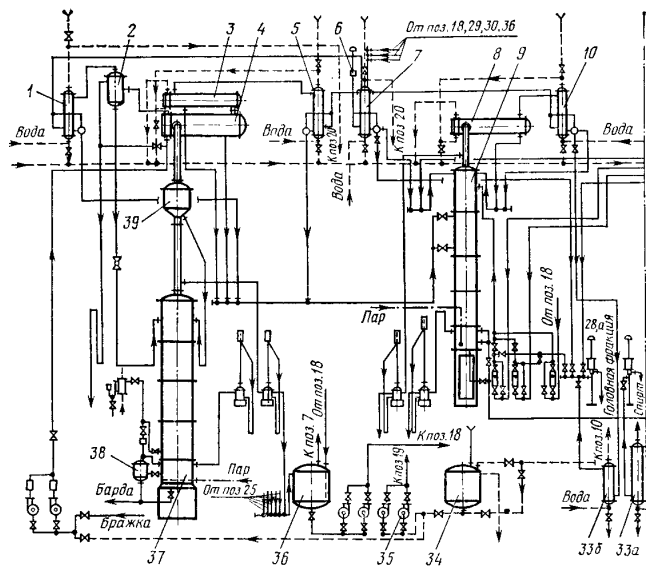 От поз. 18, 29, 30, 36
1
2
3
4
5
6
7
8
9
10
Вода
К поз. 20
Вода
Вода
К поз 20
Вода
39
Пар
От поз. 18
28,а
Головная фракция
Спирт
К поз. 7
От поз. 18
К поз. 18
К поз 19
К поз. 10
38
Пар
Барда
От поз 25
Бражка
37
36
35
34
Вода
33б
33а